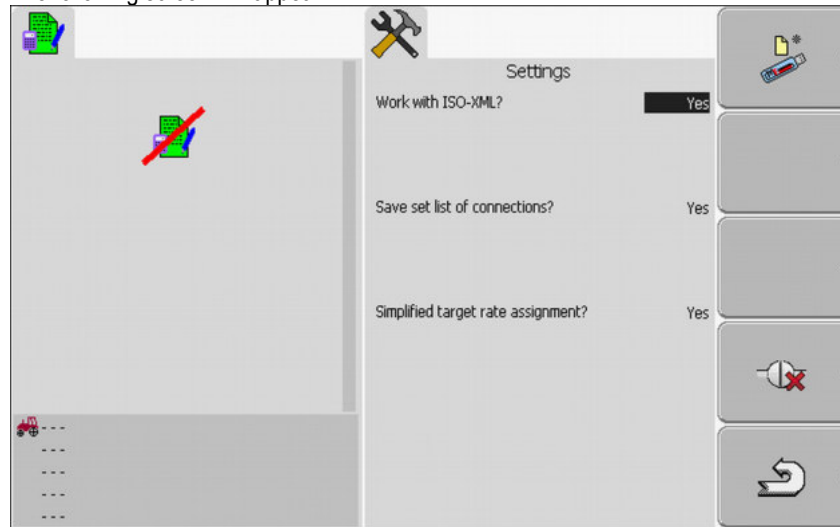 Settings
Work with ISO-XML? Yes
Save set list of connections? Yes
Simplified target rate assignment? Yes
---
---
---
---
---